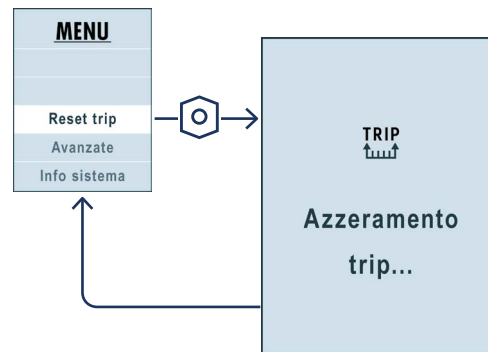 MENU
Reset trip
Avanzate
Info sistema
TRIP
Azzeramento
trip...